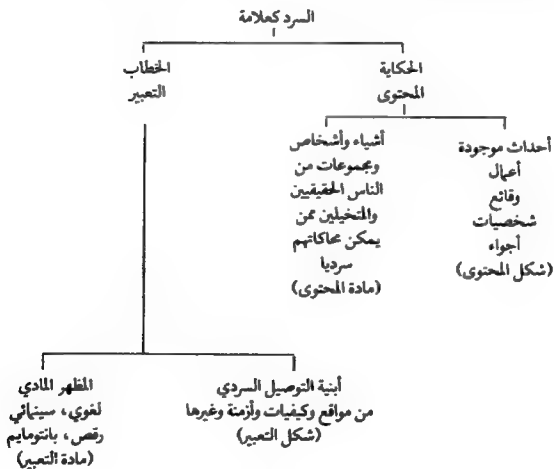 السرد كعلامة
الحكاية
المحتوى
الخطاب
التعبير
أحداث موجودة
أعمال
وقائع
شخصيات
أجواء
(شكل المحتوى)
أشياء وأشخاص
ومجموعات من
الناس الحقيقيين
والمتخيلين ممن
يمكن محاكاتهم
سرديا
(مادة المحتوى)
أبنية التوصيل السردي
من مواقع وكيفيات وأزمنة وغيرها
(شكل التعبير)
المظهر المادي
لغوي، سينمائي
رقص، بانتومايم
(مادة التعبير)